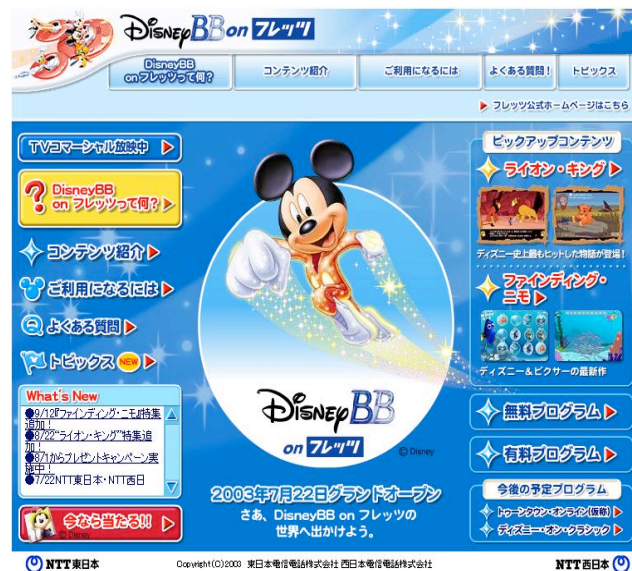 DISNEY BB on フレッツ
DisneyBB
on フレッツって何?
コンテンツ紹介
ご利用になるには
よくある質問!
トピックス
フレッツ公式ホームページはこちら
TVコマーシャル放映中
? DisneyBB
on フレッツって何?
コンテンツ紹介
ご利用になるには
よくある質問
トピックス NEW
What's New
●9/12『ファインディング・ニモ』特集
追加!
●8/22“ライオン・キング”特集追
加!
●8/1からプレゼントキャンペーン実
施中!
●7/22NTT東日本・NTT西日
今なら当たる!!
© Disney
DISNEY BB
on フレッツ
© Disney
2003年7月22日グランドオープン
さあ、DisneyBB on フレッツの
世界へ出かけよう。
ピックアップコンテンツ
ライオン・キング
ディズニー史上最もヒットした物語が登場!
ファインディング・
ニモ
ディズニー&ピクサーの最新作
無料プログラム
有料プログラム
今後の予定プログラム
トゥーンタウン・オンライン(仮称)
ディズニー・オン・クラシック
NTT東日本
Copyright(C)2003 東日本電信電話株式会社 西日本電信電話株式会社
NTT西日本